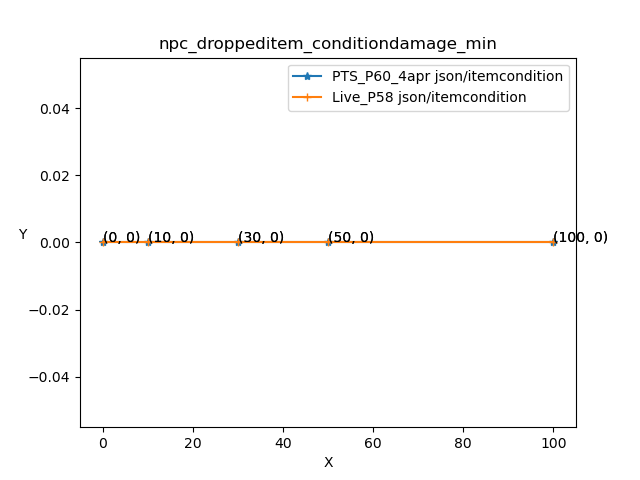 npc_droppeditem_conditiondamage_min
PTS_P60_4apr json/itemcondition
Live_P58 json/itemcondition
0.04
0.02
Y
0.00
(0, 0) (10, 0) (30, 0) (50, 0) (100, 0)
−0.02
−0.04
0 20 40 60 80 100
X